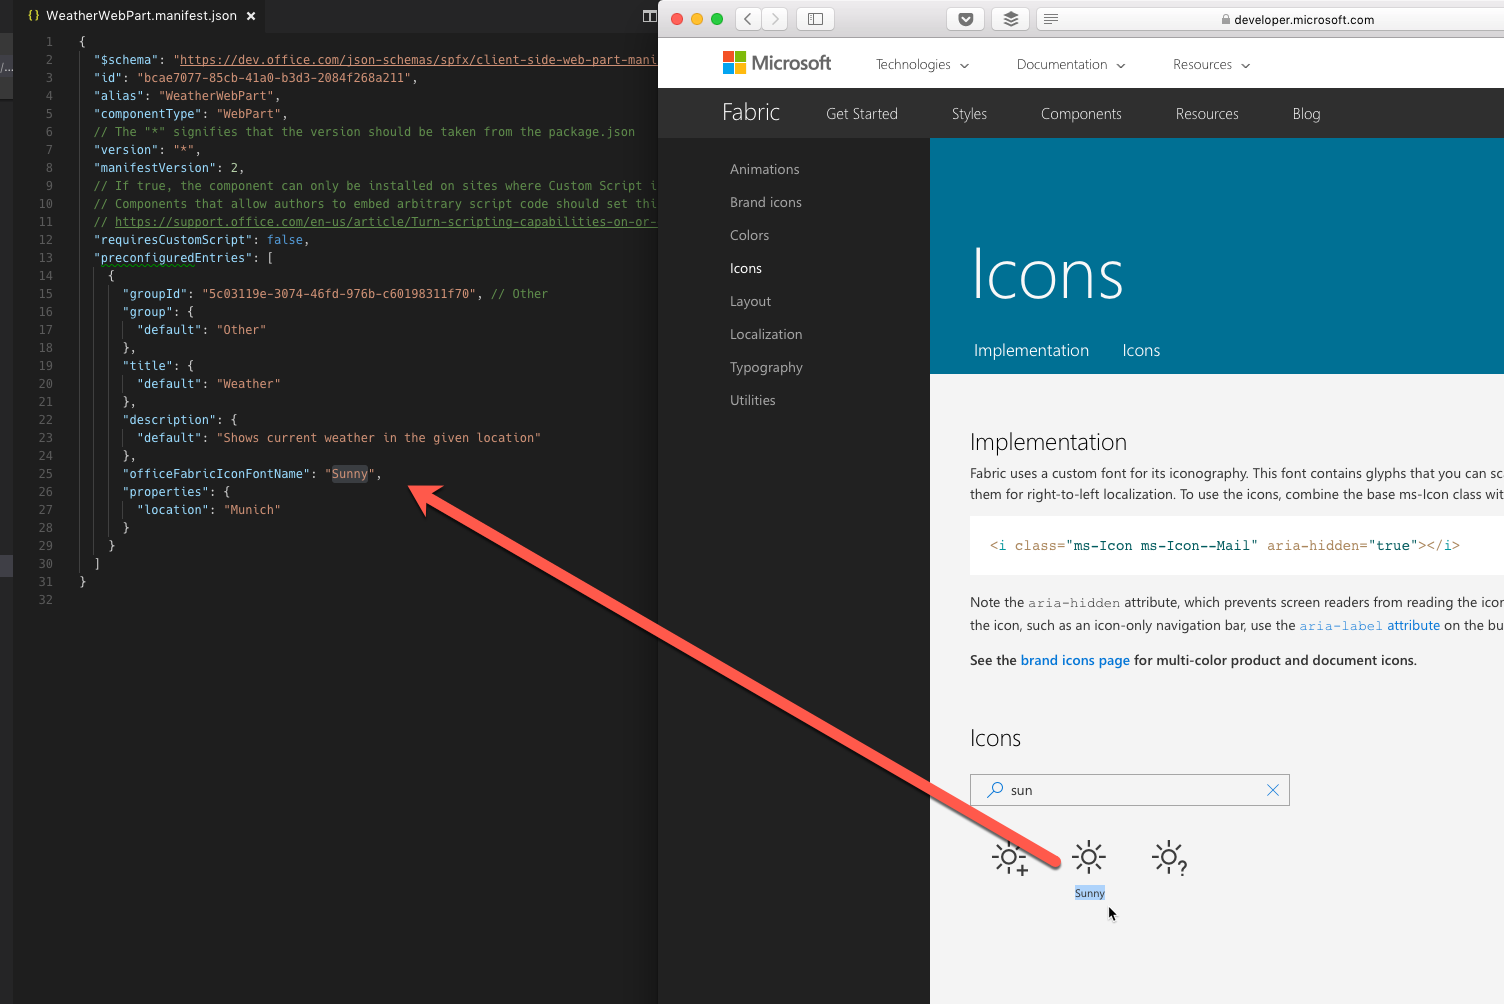 {} WeatherWebPart.manifest.json ×
/...
1 {
2 "$schema": "https://dev.office.com/json-schemas/spfx/client-side-web-part-mani
3 "id": "bcae7077-85cb-41a0-b3d3-2084f268a211",
4 "alias": "WeatherWebPart",
5 "componentType": "WebPart",
6 // The "*" signifies that the version should be taken from the package.json
7 "version": "*",
8 "manifestVersion": 2,
9 // If true, the component can only be installed on sites where Custom Script i
10 // Components that allow authors to embed arbitrary script code should set thi
11 // https://support.office.com/en-us/article/Turn-scripting-capabilities-on-or-
12 "requiresCustomScript": false,
13 "preconfiguredEntries": [
14 {
15 "groupId": "5c03119e-3074-46fd-976b-c60198311f70", // Other
16 "group": {
17 "default": "Other"
18 },
19 "title": {
20 "default": "Weather"
21 },
22 "description": {
23 "default": "Shows current weather in the given location"
24 },
25 "officeFabricIconFontName": "Sunny",
26 "properties": {
27 "location": "Munich"
28 }
29 }
30 ]
31 }
32
developer.microsoft.com
Microsoft Technologies Documentation Resources
Fabric Get Started Styles Components Resources Blog
Animations
Brand icons
Colors
Icons
Layout
Localization
Typography
Utilities
Icons
Implementation Icons
Implementation
Fabric uses a custom font for its iconography. This font contains glyphs that you can sca
them for right-to-left localization. To use the icons, combine the base ms-Icon class wit
<i class="ms-Icon ms-Icon--Mail" aria-hidden="true"></i>
Note the aria-hidden attribute, which prevents screen readers from reading the icon
the icon, such as an icon-only navigation bar, use the aria-label attribute on the bu
See the brand icons page for multi-color product and document icons.
Icons
sun
Sunny